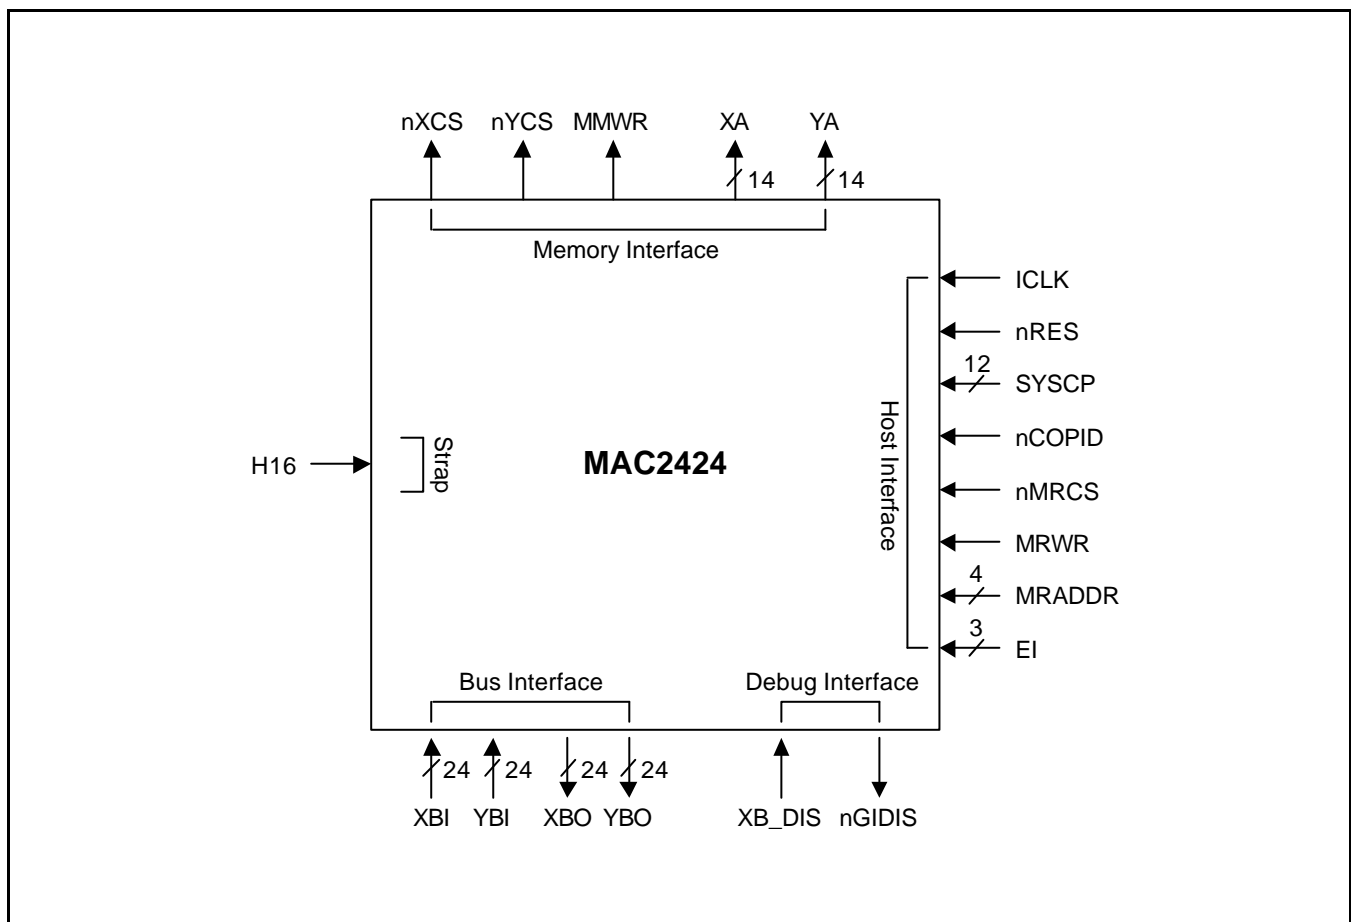 nXCS nYCS MMWR XA YA
14 14
Memory Interface
ICLK
nRES
12
SYSCP
nCOPID
nMRCS
MRWR
4
MRADDR
3
EI
Host Interface
H16
Strap
MAC2424
Bus Interface Debug Interface
24 24 24 24
XBI YBI XBO YBO XB_DIS nGIDIS